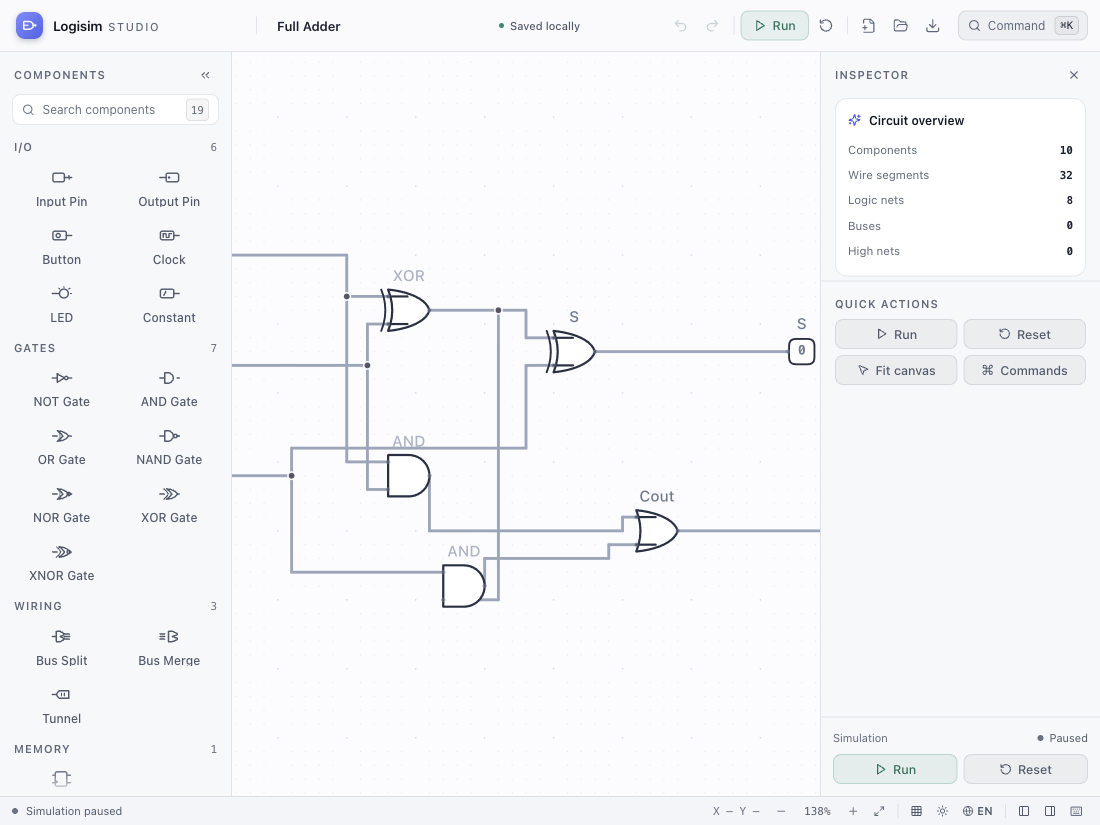 Logisim STUDIO
Full Adder
Saved locally
Run
Command ⌘K
COMPONENTS
Search components 19
I/O 6
Input Pin Output Pin
Button Clock
LED Constant
GATES 7
NOT Gate AND Gate
OR Gate NAND Gate
NOR Gate XOR Gate
XNOR Gate
WIRING 3
Bus Split Bus Merge
Tunnel
MEMORY 1
XOR
S
S
0
AND
Cout
AND
INSPECTOR
Circuit overview
Components 10
Wire segments 32
Logic nets 8
Buses 0
High nets 0
QUICK ACTIONS
Run Reset
Fit canvas ⌘ Commands
Simulation Paused
Run Reset
Simulation paused
X — Y —
138%
EN